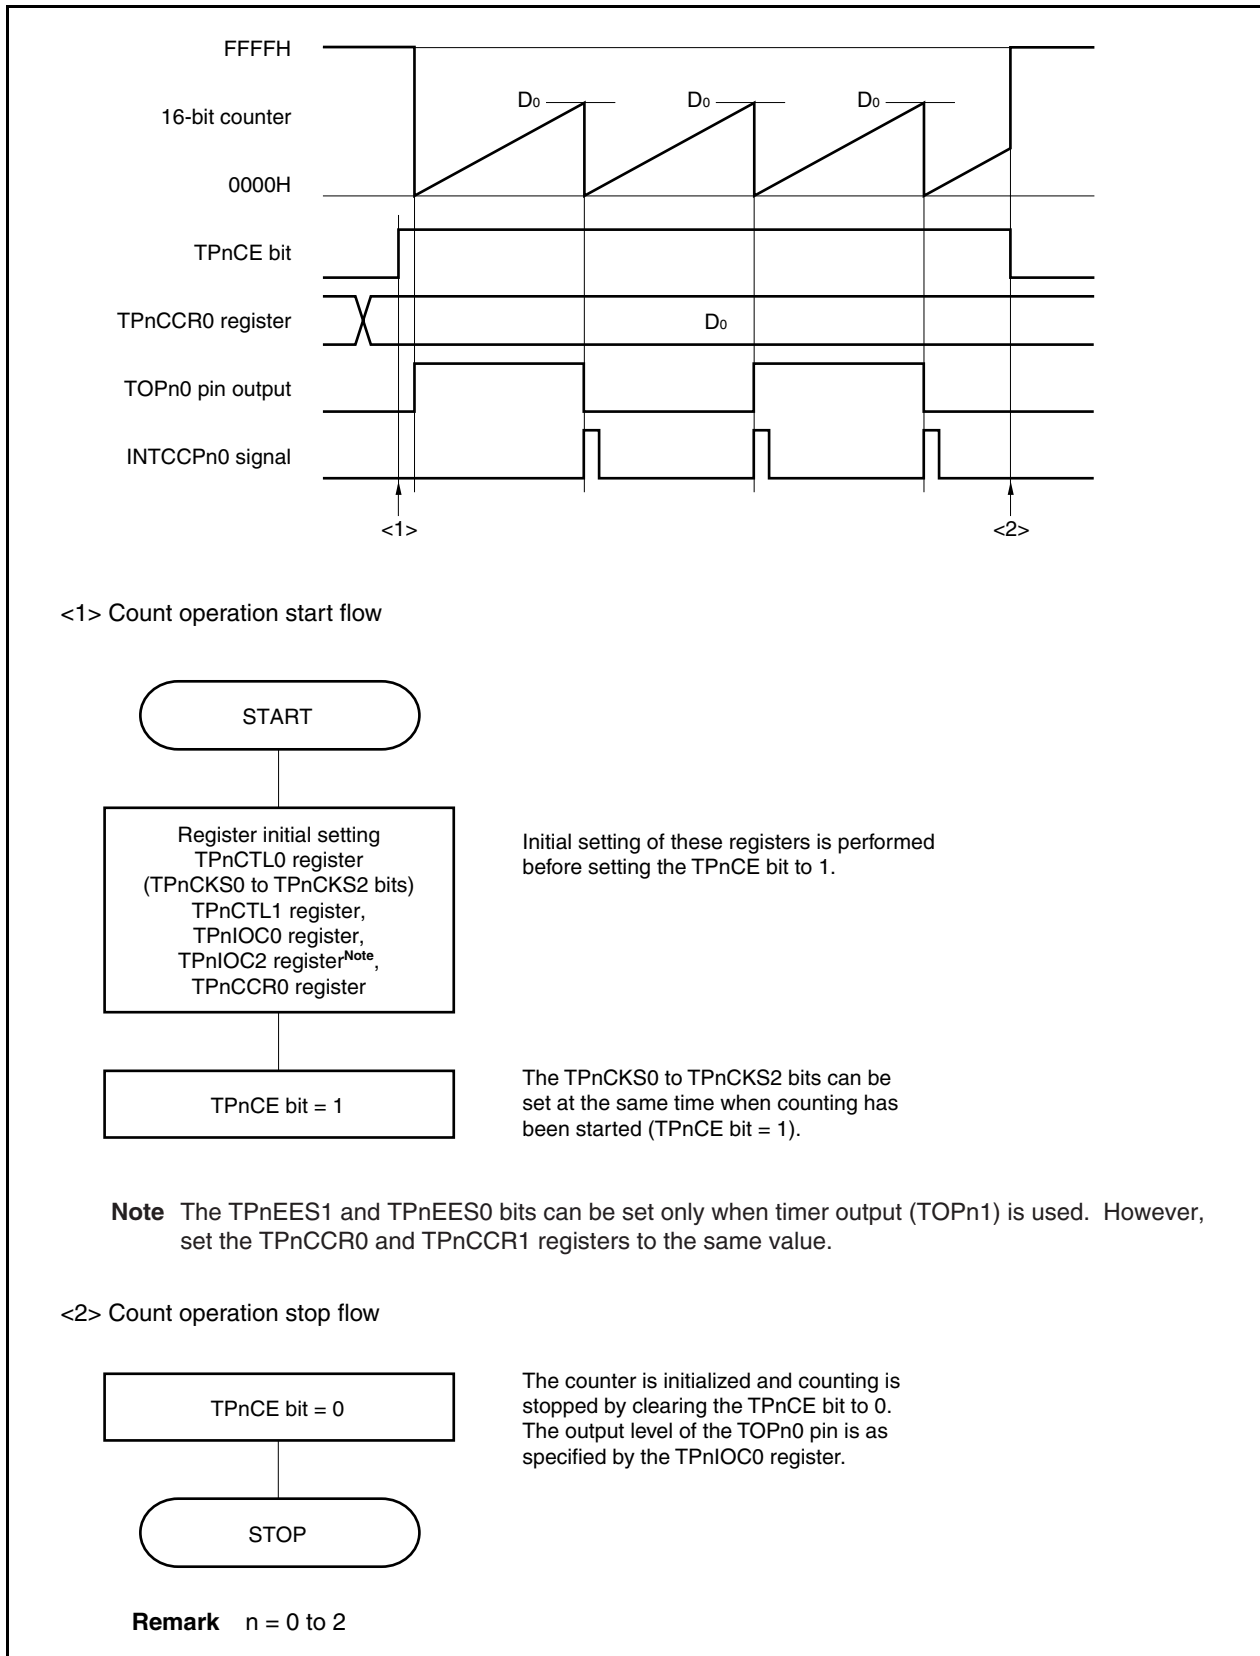 FFFFH
D0 D0 D0
16-bit counter
0000H
TPnCE bit
TPnCCR0 register
D0
TOPn0 pin output
INTCCPn0 signal
<1> <2>
<1> Count operation start flow
START
Register initial setting
TPnCTL0 register
(TPnCKS0 to TPnCKS2 bits)
TPnCTL1 register,
TPnIOC0 register,
TPnIOC2 registerNote,
TPnCCR0 register
Initial setting of these registers is performed
before setting the TPnCE bit to 1.
TPnCE bit = 1
The TPnCKS0 to TPnCKS2 bits can be
set at the same time when counting has
been started (TPnCE bit = 1).
Note The TPnEES1 and TPnEES0 bits can be set only when timer output (TOPn1) is used. However,
set the TPnCCR0 and TPnCCR1 registers to the same value.
<2> Count operation stop flow
TPnCE bit = 0
The counter is initialized and counting is
stopped by clearing the TPnCE bit to 0.
The output level of the TOPn0 pin is as
specified by the TPnIOC0 register.
STOP
Remark n = 0 to 2